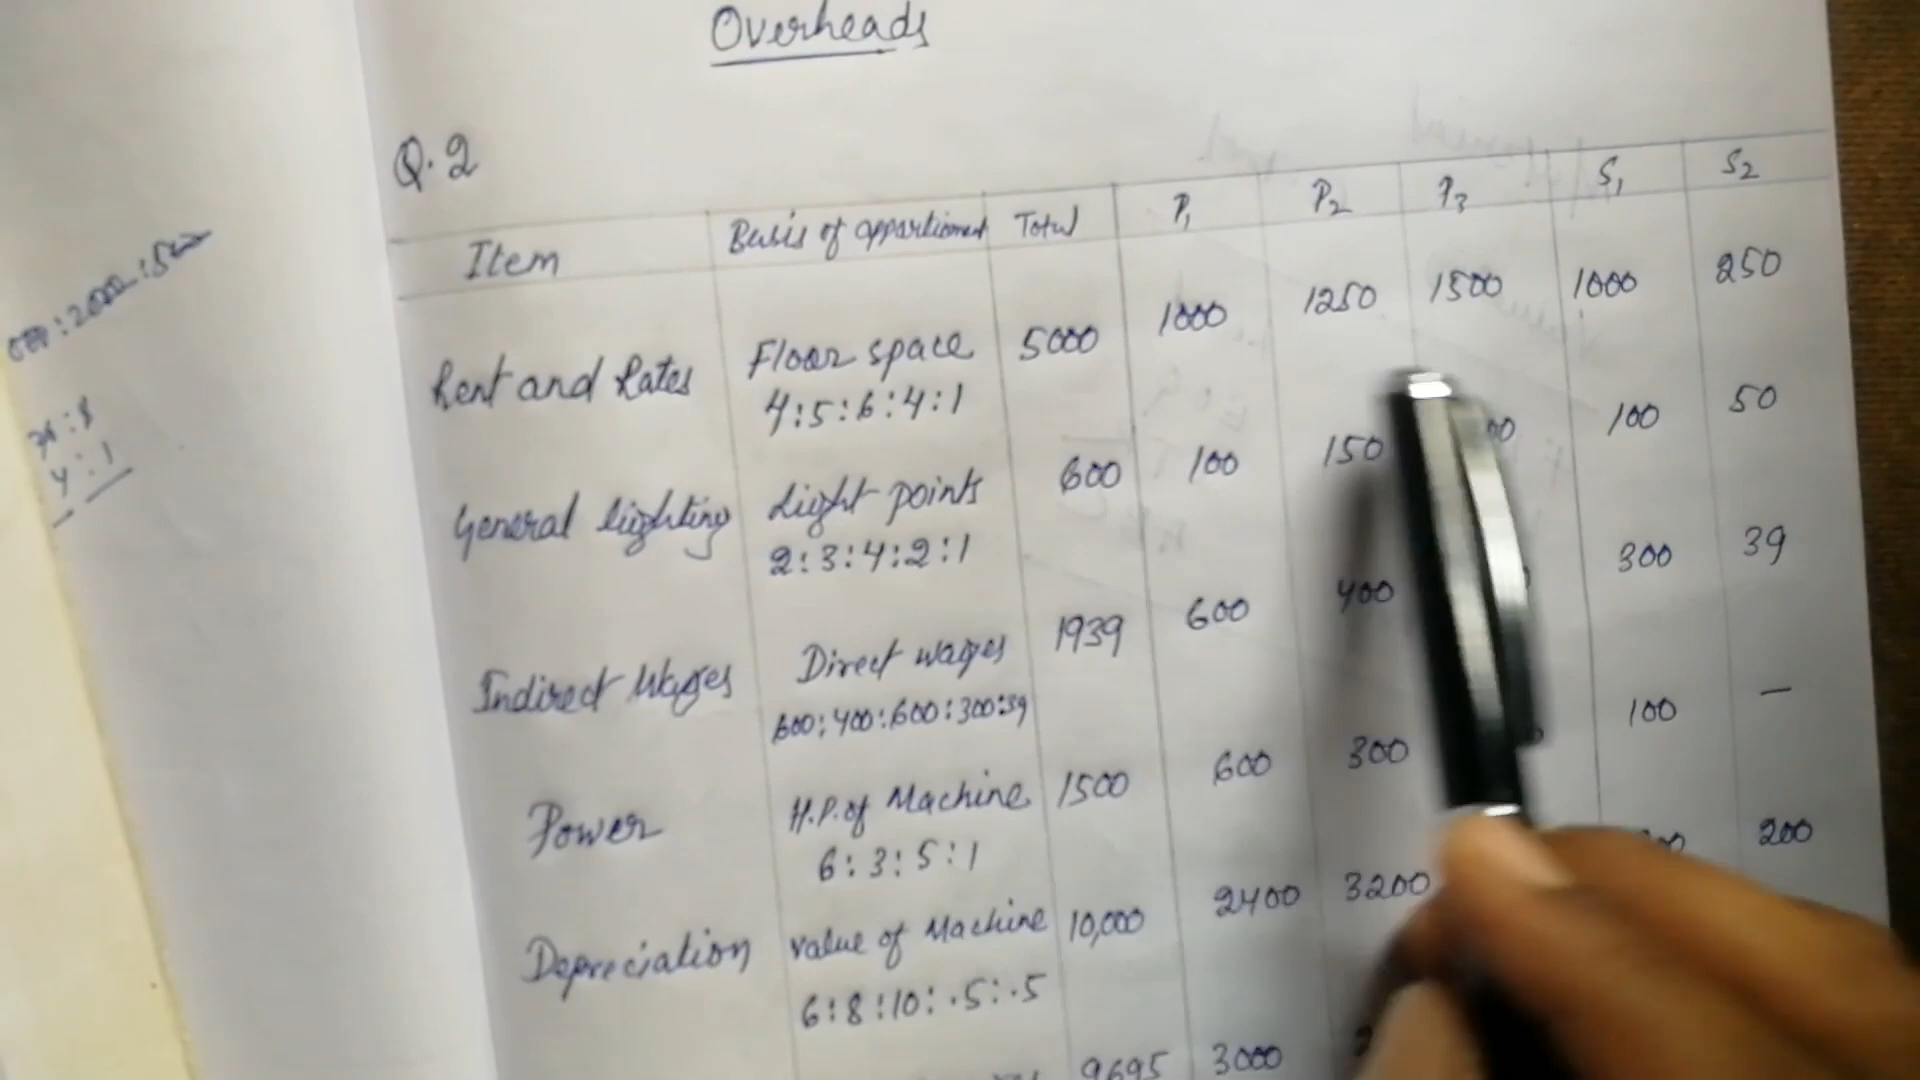 Overheads
Q.2
Item Basis of apportionment Total P1 P2 P3 S1 S2
Rent and Rates Floor space 5000 1000 1250 1500 1000 250
4:5:6:4:1
General lighting Light points 600 100 150 00 100 50
2:3:4:2:1
Indirect Wages Direct wages 1939 600 400 300 39
600:400:600:300:39
Power H.P. of Machine 1500 600 300 100 —
6:3:5:1
Depreciation Value of Machine 10,000 2400 3200 200
6:8:10:.5:.5
9695 3000
4:1